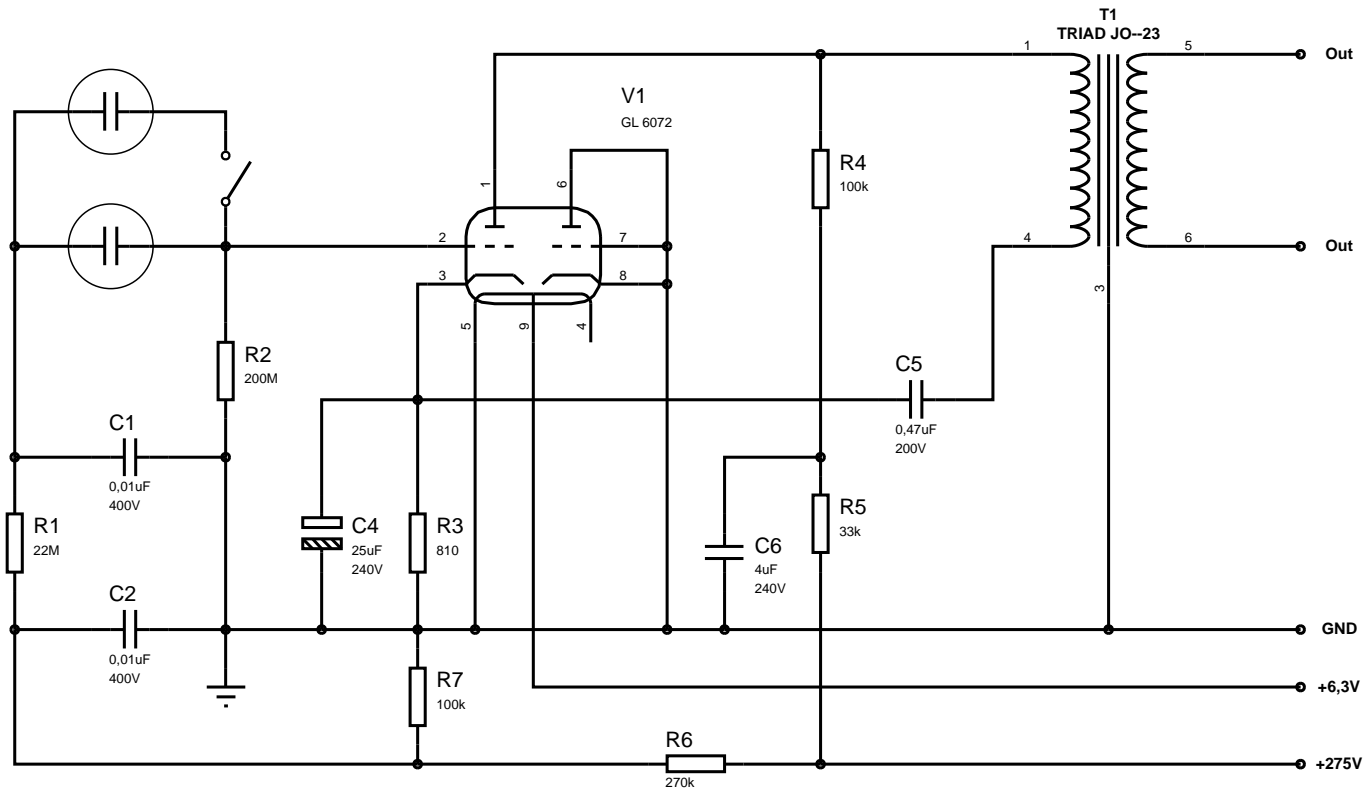 T1
TRIAD JO--23
1
5
Out
V1
GL 6072
R4
100k
1
6
2
7
4
6
Out
3
8
3
5
9
4
R2
200M
C5
0,47uF
200V
C1
0,01uF
400V
R1
22M
C4
25uF
240V
R3
810
R5
33k
C6
4uF
240V
C2
0,01uF
400V
GND
R7
100k
+6,3V
R6
270k
+275V